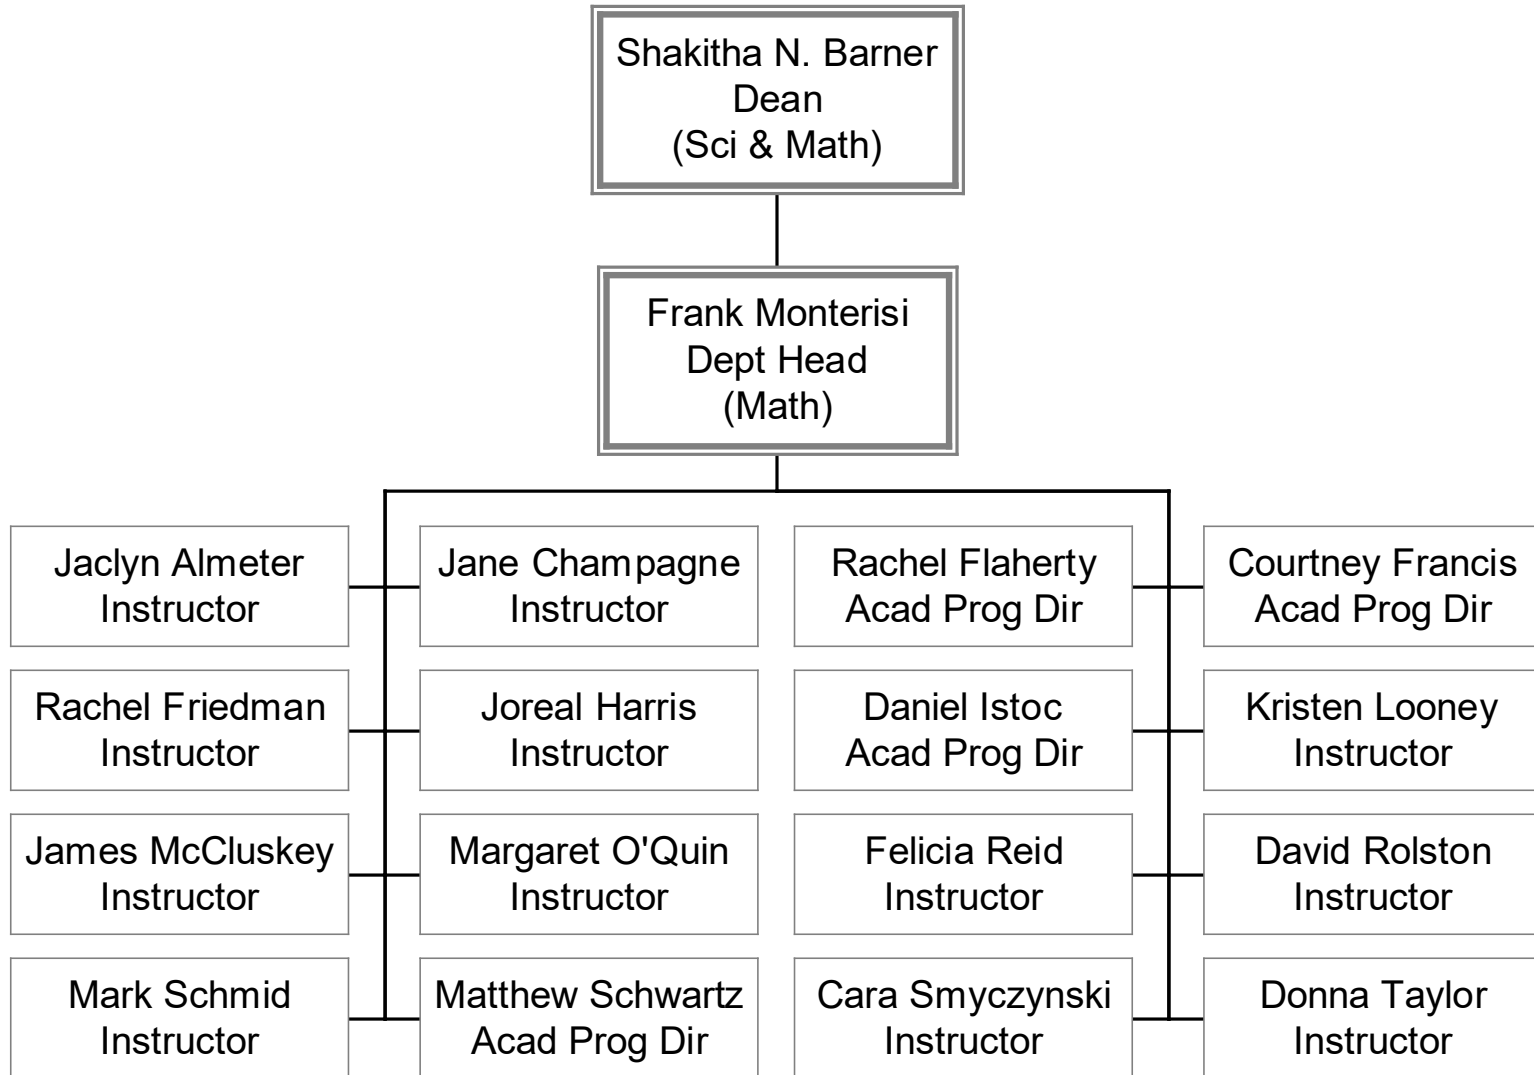 Shakitha N. Barner
Dean
(Sci & Math)
Frank Monterisi
Dept Head
(Math)
Jaclyn Almeter
Instructor
Jane Champagne
Instructor
Rachel Flaherty
Acad Prog Dir
Courtney Francis
Acad Prog Dir
Rachel Friedman
Instructor
Joreal Harris
Instructor
Daniel Istoc
Acad Prog Dir
Kristen Looney
Instructor
James McCluskey
Instructor
Margaret O'Quin
Instructor
Felicia Reid
Instructor
David Rolston
Instructor
Mark Schmid
Instructor
Matthew Schwartz
Acad Prog Dir
Cara Smyczynski
Instructor
Donna Taylor
Instructor